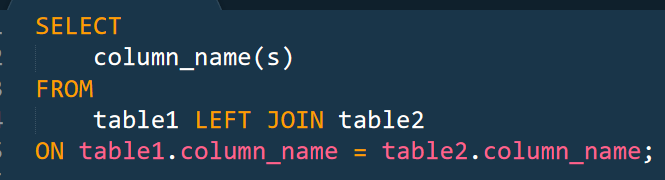 SELECT
column_name(s)
FROM
table1 LEFT JOIN table2
ON table1.column_name = table2.column_name;